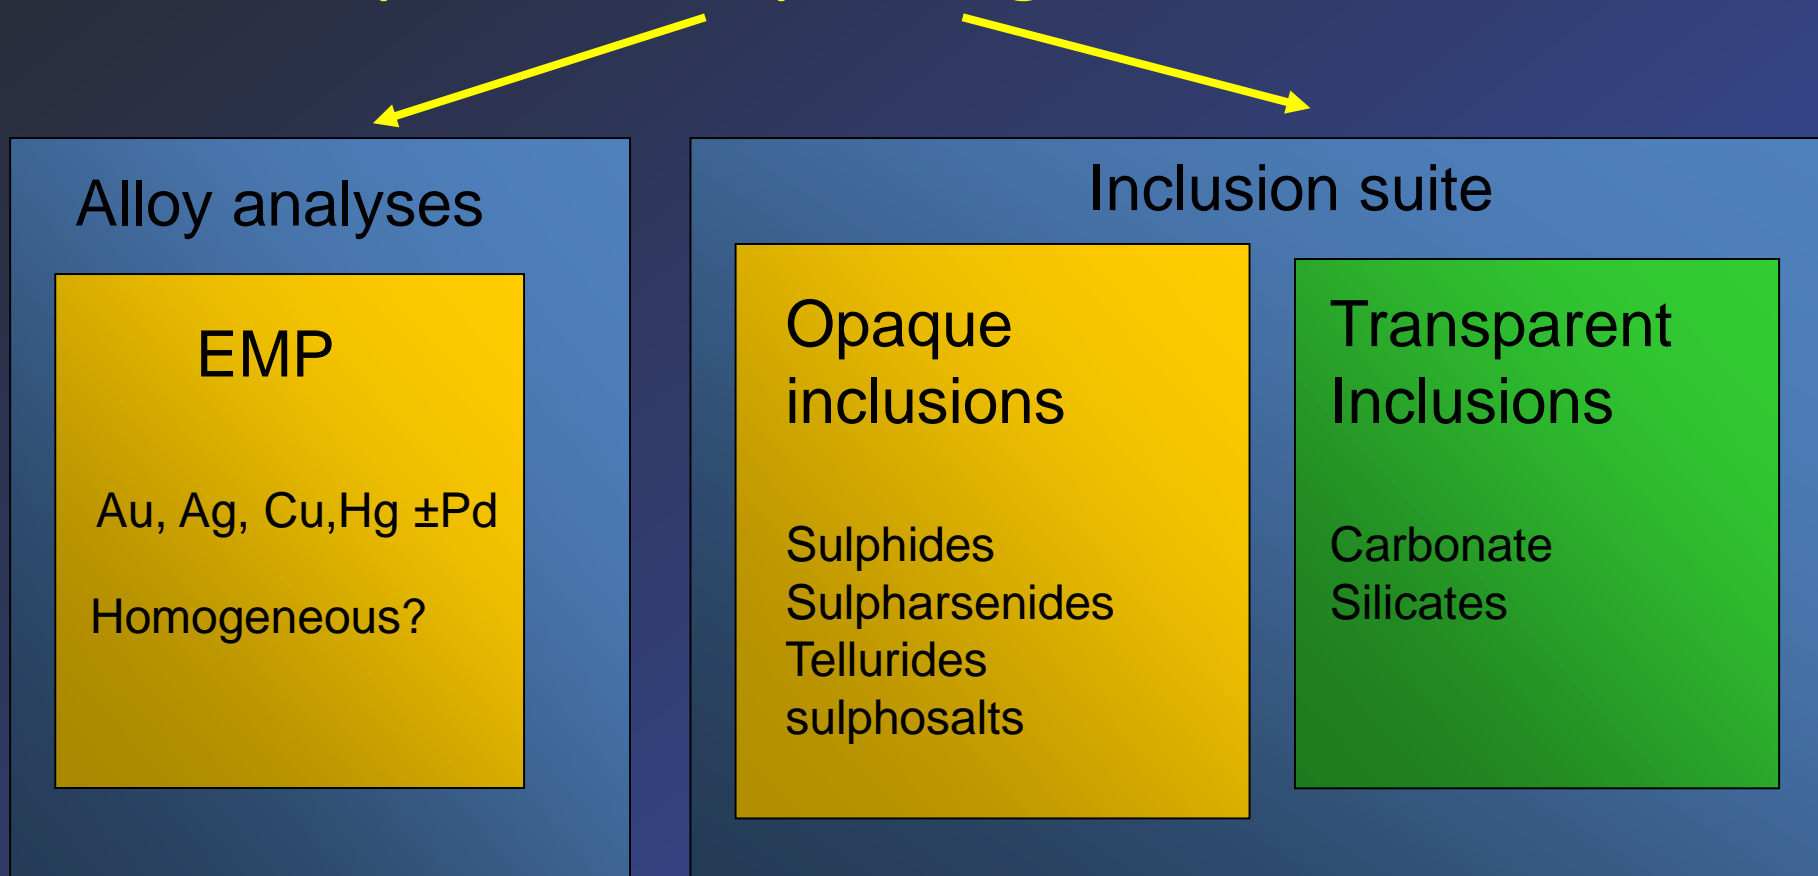 Alloy analyses
EMP
Au, Ag, Cu,Hg ±Pd
Homogeneous?
Inclusion suite
Opaque
inclusions
Sulphides
Sulpharsenides
Tellurides
sulphosalts
Transparent
Inclusions
Carbonate
Silicates